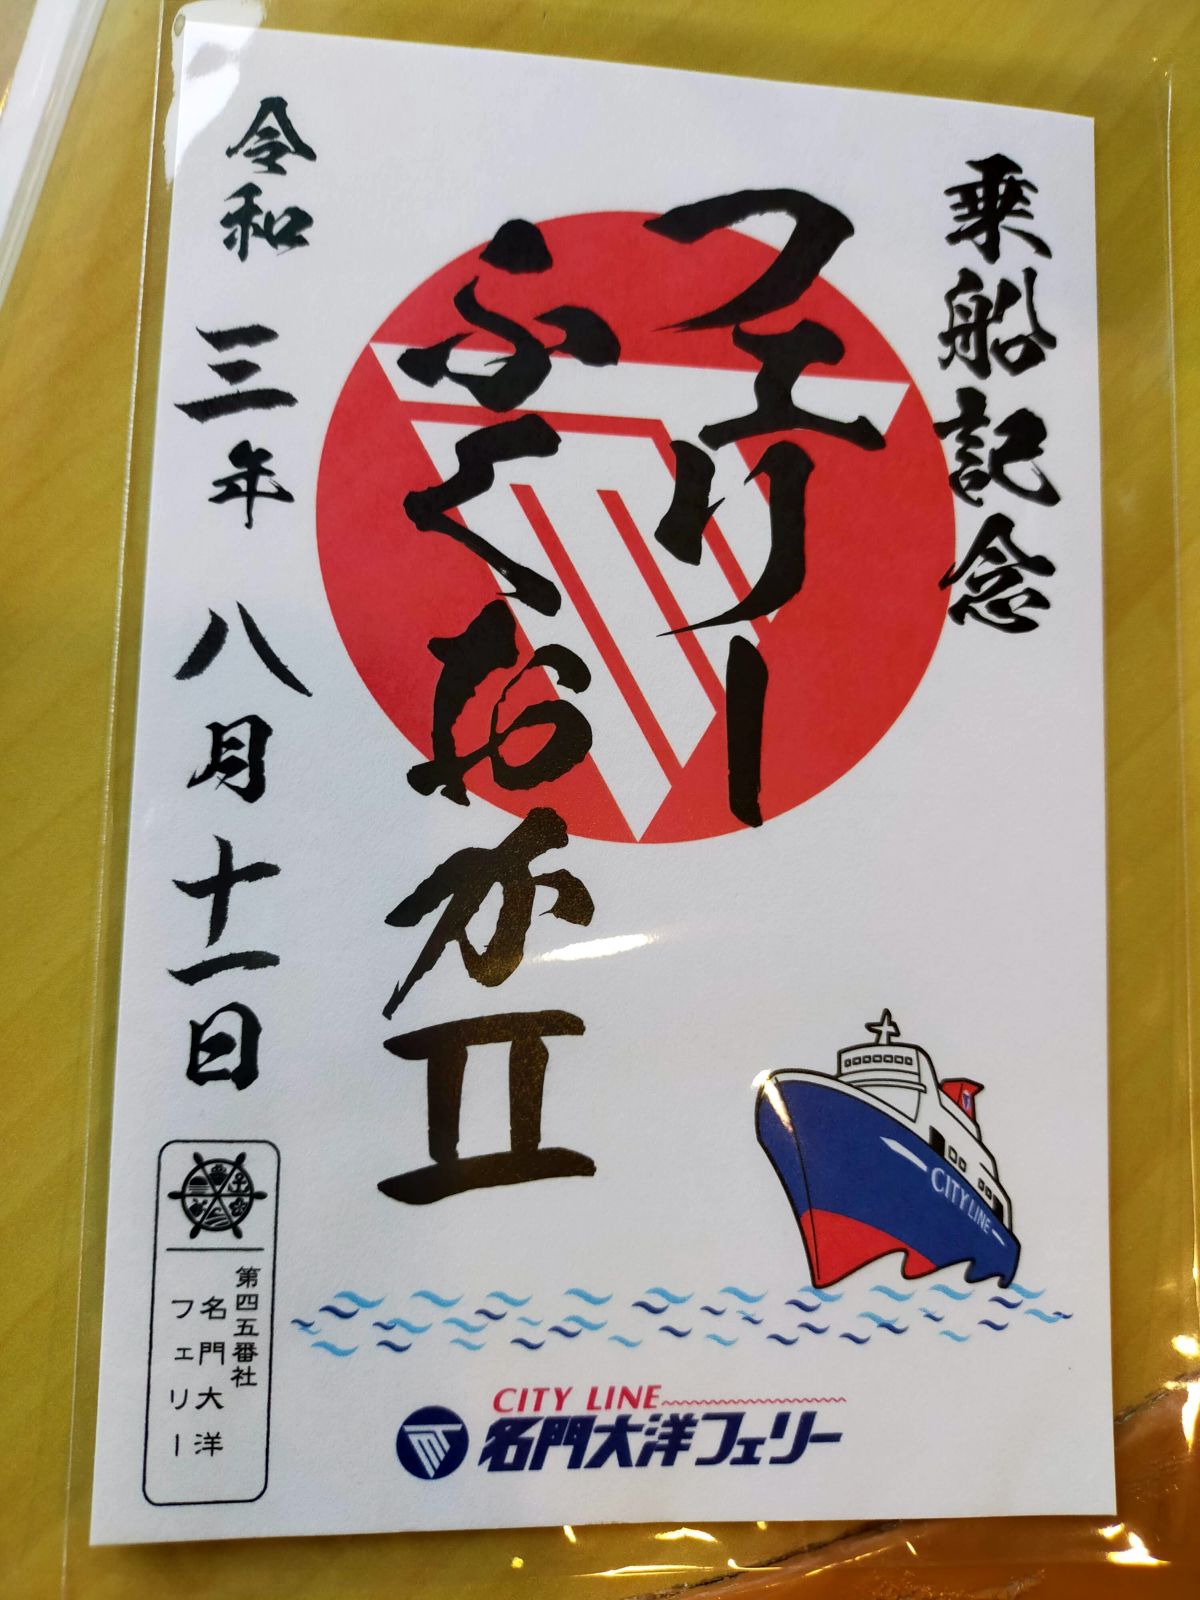 乗船記念
フェリー
ふくおかII
令和三年八月十一日
第四五番社
名門大洋
フェリー
CITY LINE
CITY LINE
名門大洋フェリー